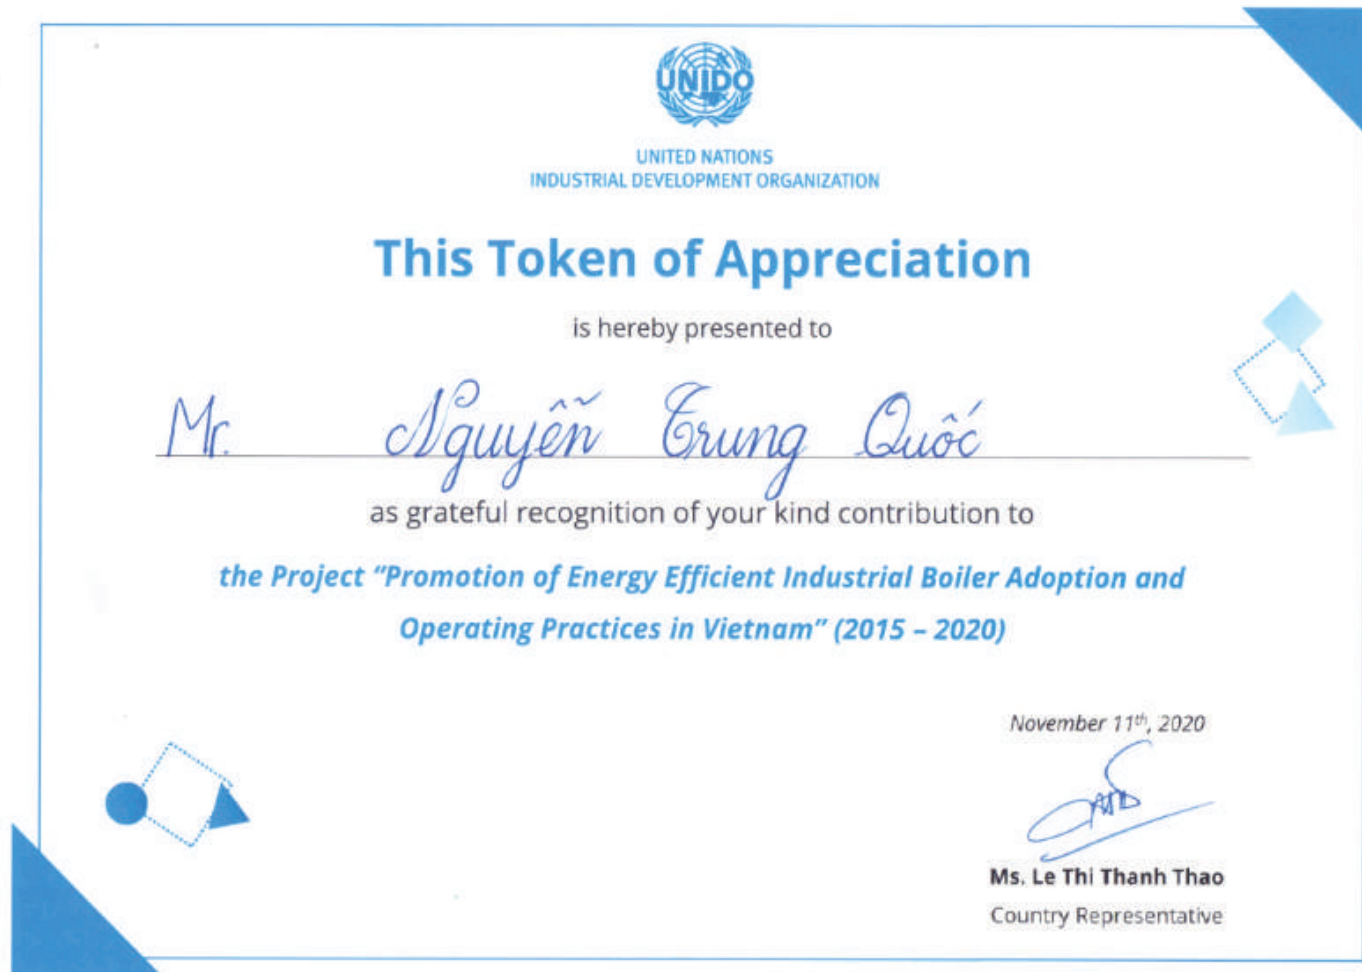 UNIDO
UNITED NATIONS
INDUSTRIAL DEVELOPMENT ORGANIZATION
This Token of Appreciation
is hereby presented to
Mr. Nguyễn Trung Quốc
as grateful recognition of your kind contribution to
the Project “Promotion of Energy Efficient Industrial Boiler Adoption and
Operating Practices in Vietnam” (2015 – 2020)
November 11th, 2020
Ms. Le Thi Thanh Thao
Country Representative